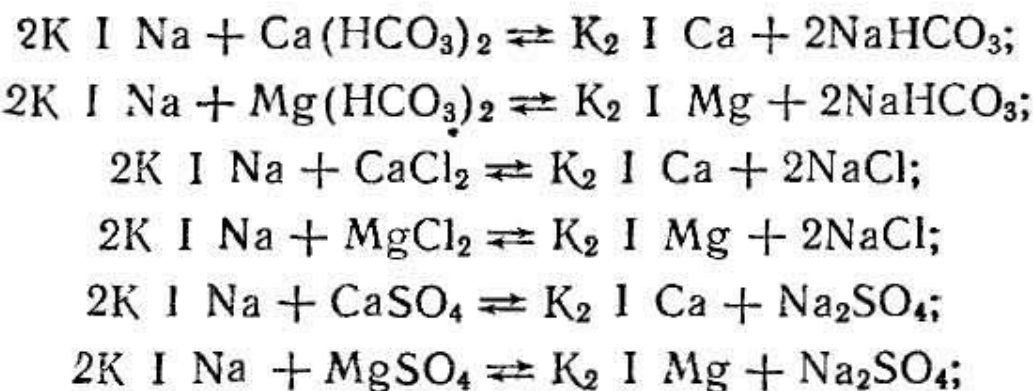 2K I Na + Ca(HCO₃)₂ ⇄ K₂ I Ca + 2NaHCO₃;
2K I Na + Mg(HCO₃)₂ ⇄ K₂ I Mg + 2NaHCO₃;
2K I Na + CaCl₂ ⇄ K₂ I Ca + 2NaCl;
2K I Na + MgCl₂ ⇄ K₂ I Mg + 2NaCl;
2K I Na + CaSO₄ ⇄ K₂ I Ca + Na₂SO₄;
2K I Na + MgSO₄ ⇄ K₂ I Mg + Na₂SO₄;